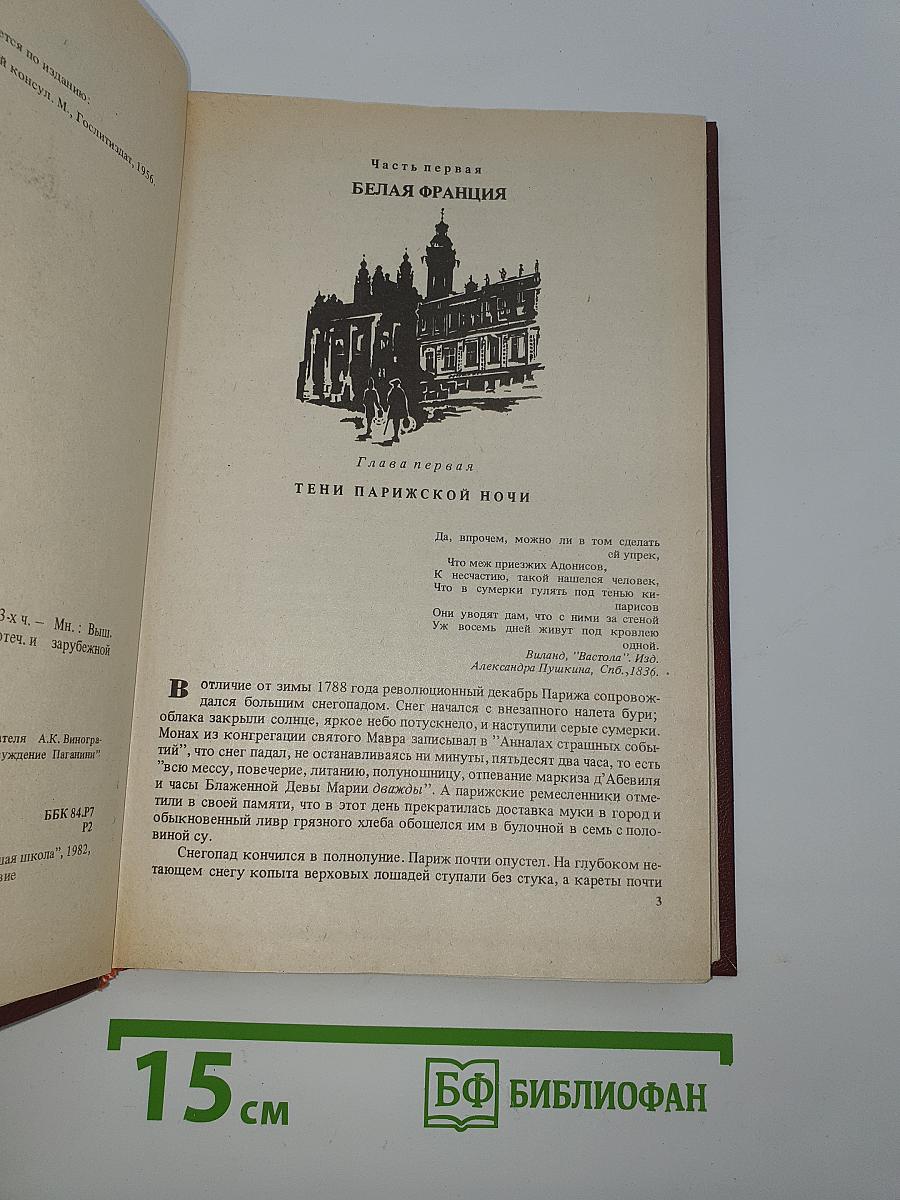 ется по изданию:
й консул. М., Гослитиздат, 1956.
3-х ч. — Мн. : Выш.
отеч. и зарубежной
ателя А.К. Виногра-
уждение Паганини"
ББК 84.Р7
Р2
шая школа", 1982,
вие
Часть первая
БЕЛАЯ ФРАНЦИЯ
Глава первая
ТЕНИ ПАРИЖСКОЙ НОЧИ
Да, впрочем, можно ли в том сделать
ей упрек,
Что меж приезжих Адонисов,
К несчастию, такой нашелся человек,
Что в сумерки гулять под тенью ки-
парисов
Они уводят дам, что с ними за стеной
Уж восемь дней живут под кровлею
одной.
Виланд, "Вастола". Изд.
Александра Пушкина, Спб.,1836.
В отличие от зимы 1788 года революционный декабрь Парижа сопровож-
дался большим снегопадом. Снег начался с внезапного налета бури;
облака закрыли солнце, яркое небо потускнело, и наступили серые сумерки.
Монах из конгрегации святого Мавра записывал в "Анналах страшных собы-
тий", что снег падал, не останавливаясь ни минуты, пятьдесят два часа, то есть
"всю мессу, повечерие, литанию, полуношницу, отпевание маркиза д'Абевиля
и часы Блаженной Девы Марии дважды". А парижские ремесленники отме-
тили в своей памяти, что в этот день прекратилась доставка муки в город и
обыкновенный ливр грязного хлеба обошелся им в булочной в семь с поло-
виной су.
Снегопад кончился в полнолуние. Париж почти опустел. На глубоком не-
тающем снегу копыта верховых лошадей ступали без стука, а кареты почти
3
15 см
БФ БИБЛИОФАН